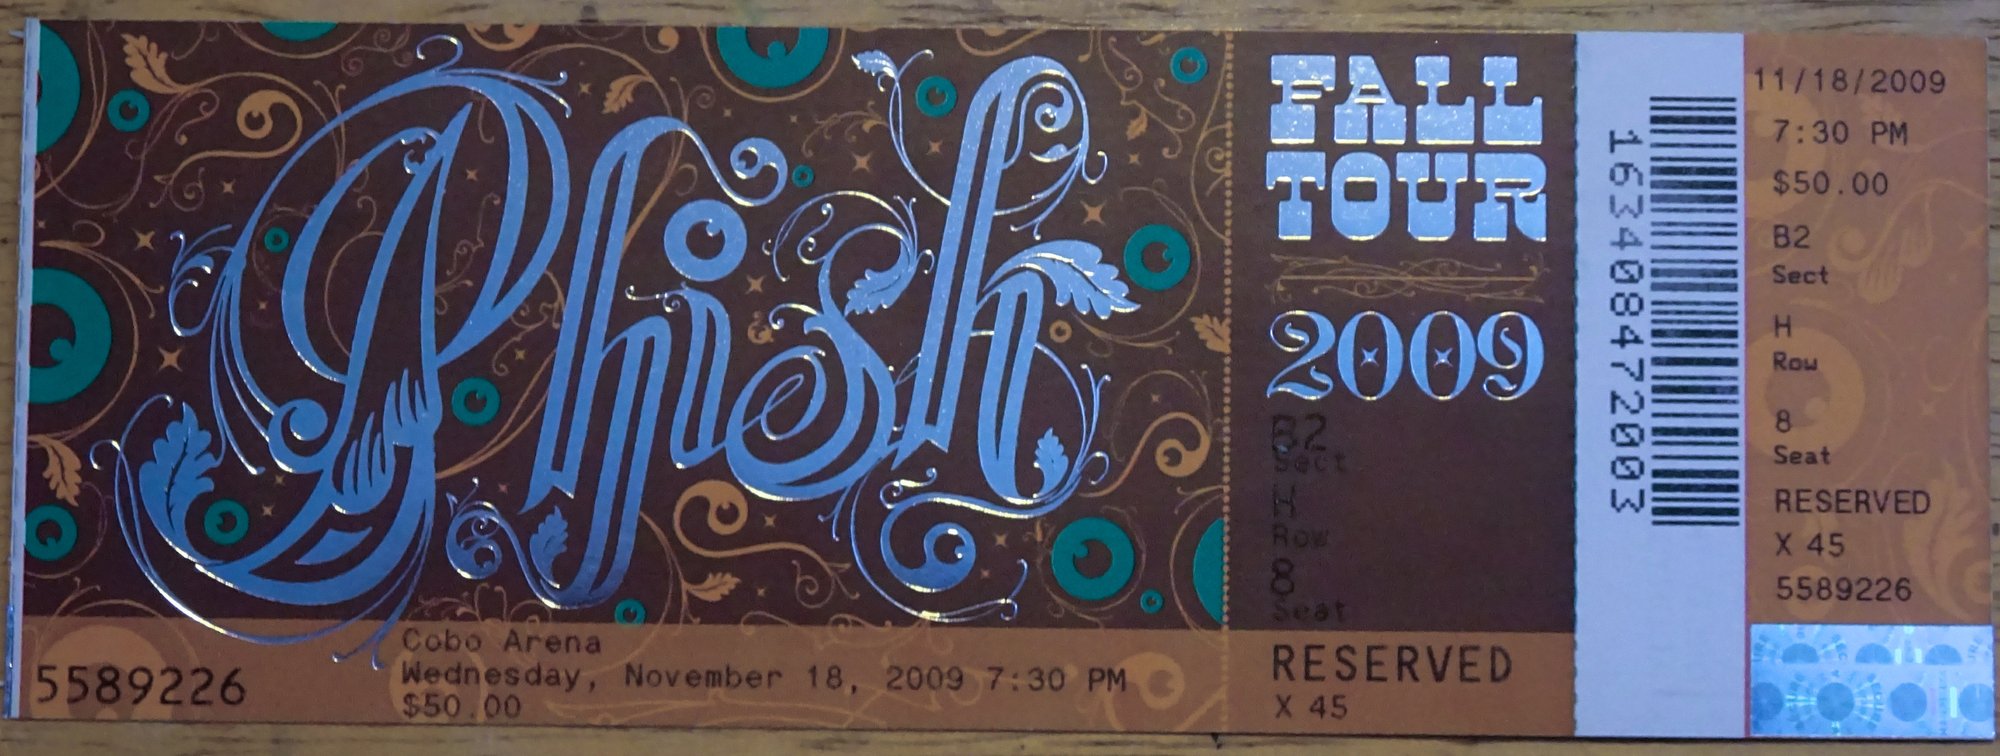 Phish
Cobo Arena
Wednesday, November 18, 2009 7:30 PM
$50.00
5589226
FALL
TOUR
2009
B2
Sect
H
Row
8
Seat
RESERVED
X 45
163408472003
11/18/2009
7:30 PM
$50.00
B2
Sect
H
Row
8
Seat
RESERVED
X 45
5589226